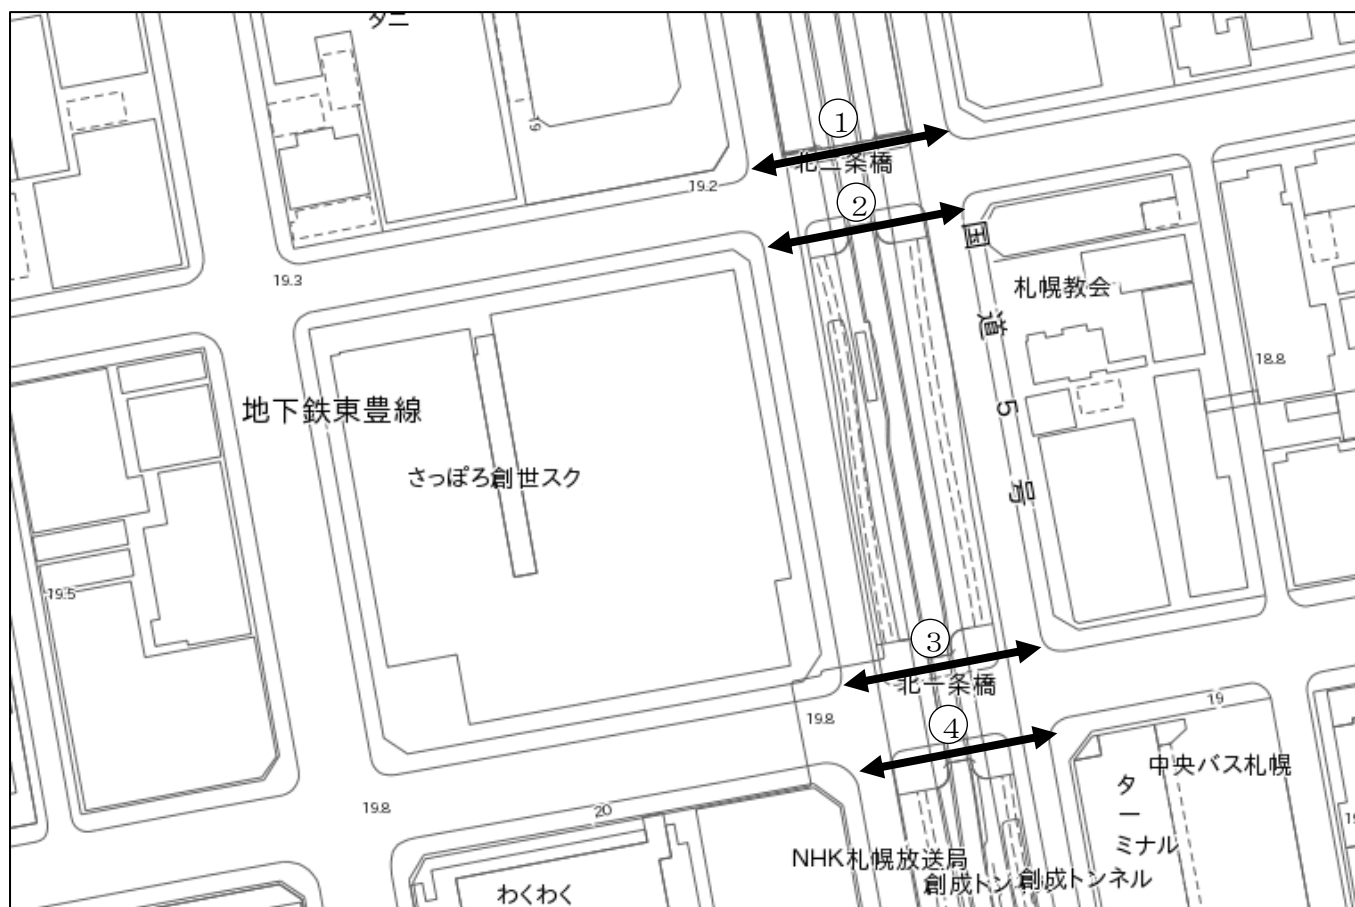 タニ
①
19
北二条橋
19.2
②
国道5号
19.3
札幌教会
18.8
地下鉄東豊線
さっぽろ創世スク
19.5
③
北一条橋
19.8
④
19
中央バス札幌
ターミナル
19.8
20
NHK札幌放送局
創成トン
創成トンネル
わくわく